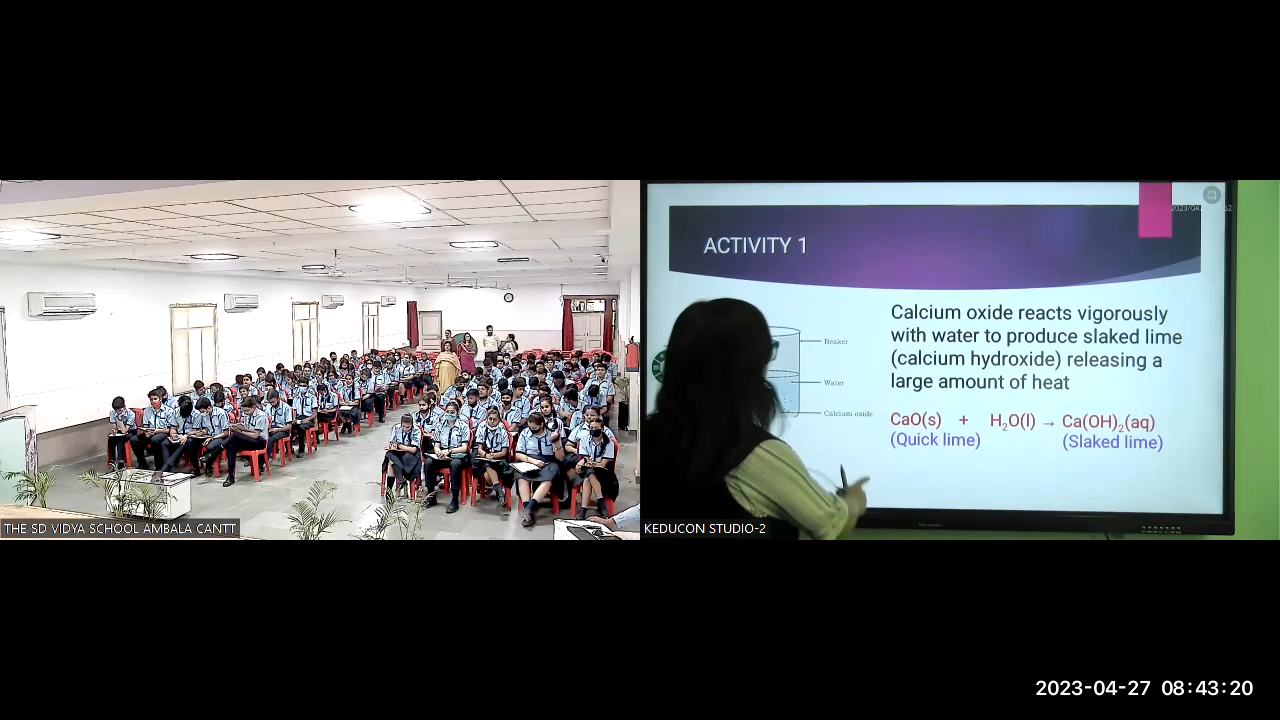 ACTIVITY 1
Beaker
Water
Calcium oxide
Calcium oxide reacts vigorously
with water to produce slaked lime
(calcium hydroxide) releasing a
large amount of heat
CaO(s) + H₂O(l) → Ca(OH)₂(aq)
(Quick lime) (Slaked lime)
THE SD VIDYA SCHOOL AMBALA CANTT
KEDUCON STUDIO-2
2023-04-27 08:43:20